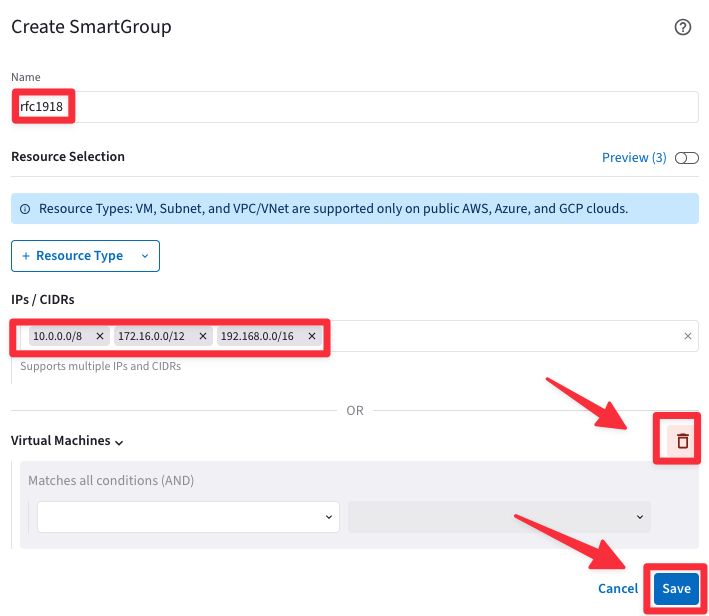 Create SmartGroup
Name
rfc1918
Resource Selection
Preview (3)
Resource Types: VM, Subnet, and VPC/VNet are supported only on public AWS, Azure, and GCP clouds.
+ Resource Type
IPs / CIDRs
10.0.0.0/8 × 172.16.0.0/12 × 192.168.0.0/16 ×
Supports multiple IPs and CIDRs
OR
Virtual Machines
Matches all conditions (AND)
Cancel Save